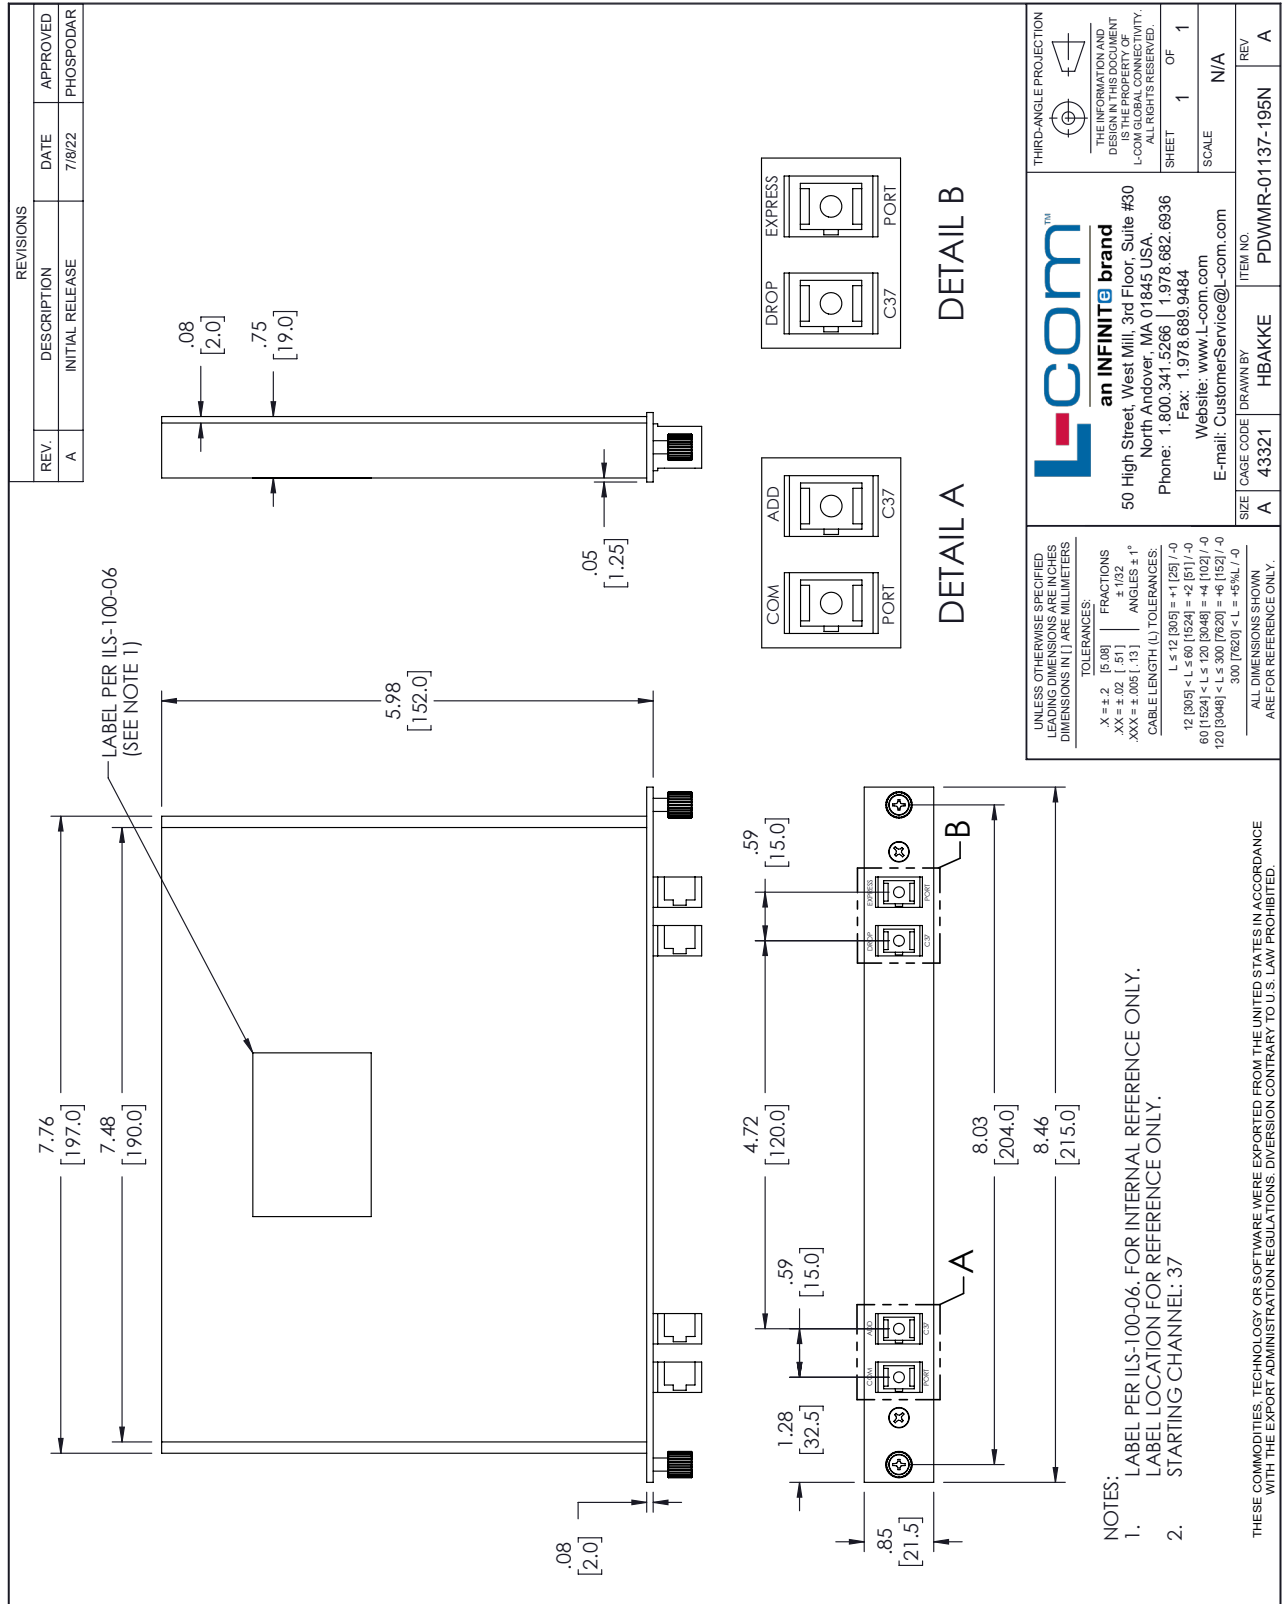 REVISIONS
REV. DESCRIPTION DATE APPROVED
A INITIAL RELEASE 7/8/22 PHOSPODAR
7.76
[197.0]
7.48
[190.0]
LABEL PER ILS-100-06
(SEE NOTE 1)
5.98
[152.0]
.08
[2.0]
.08
[2.0]
.75
[19.0]
.05
[1.25]
1.28
[32.5]
.59
[15.0]
4.72
[120.0]
.59
[15.0]
.85
[21.5]
COM ADD
PORT C37
A
DROP EXPRESS
C37 PORT
B
8.03
[204.0]
8.46
[215.0]
COM ADD
PORT C37
DETAIL A
DROP EXPRESS
C37 PORT
DETAIL B
NOTES:
1. LABEL PER ILS-100-06. FOR INTERNAL REFERENCE ONLY.
LABEL LOCATION FOR REFERENCE ONLY.
2. STARTING CHANNEL: 37
THESE COMMODITIES, TECHNOLOGY OR SOFTWARE WERE EXPORTED FROM THE UNITED STATES IN ACCORDANCE
WITH THE EXPORT ADMINISTRATION REGULATIONS. DIVERSION CONTRARY TO U.S. LAW PROHIBITED.
UNLESS OTHERWISE SPECIFIED
LEADING DIMENSIONS ARE INCHES
DIMENSIONS IN [ ] ARE MILLIMETERS
TOLERANCES:
.X = ± .2 [5.08] FRACTIONS
.XX = ± .02 [ .51 ] ± 1/32
.XXX = ± .005 [ .13 ] ANGLES ± 1°
CABLE LENGTH (L) TOLERANCES:
L ≤ 12 [305] = +1 [25] / -0
12 [305] < L ≤ 60 [1524] = +2 [51] / -0
60 [1524] < L ≤ 120 [3048] = +4 [102] / -0
120 [3048] < L ≤ 300 [7620] = +6 [152] / -0
300 [7620] < L = +5%L / -0
ALL DIMENSIONS SHOWN
ARE FOR REFERENCE ONLY.
L-com™
an INFINIT@ brand
50 High Street, West Mill, 3rd Floor, Suite #30
North Andover, MA 01845 USA.
Phone: 1.800.341.5266 | 1.978.682.6936
Fax: 1.978.689.9484
Website: www.L-com.com
E-mail: CustomerService@L-com.com
THIRD-ANGLE PROJECTION
THE INFORMATION AND
DESIGN IN THIS DOCUMENT
IS THE PROPERTY OF
L-COM GLOBAL CONNECTIVITY.
ALL RIGHTS RESERVED.
SHEET 1 OF 1
SCALE N/A
SIZE A
CAGE CODE 43321
DRAWN BY HBAKKE
ITEM NO. PDWMR-01137-195N
REV A